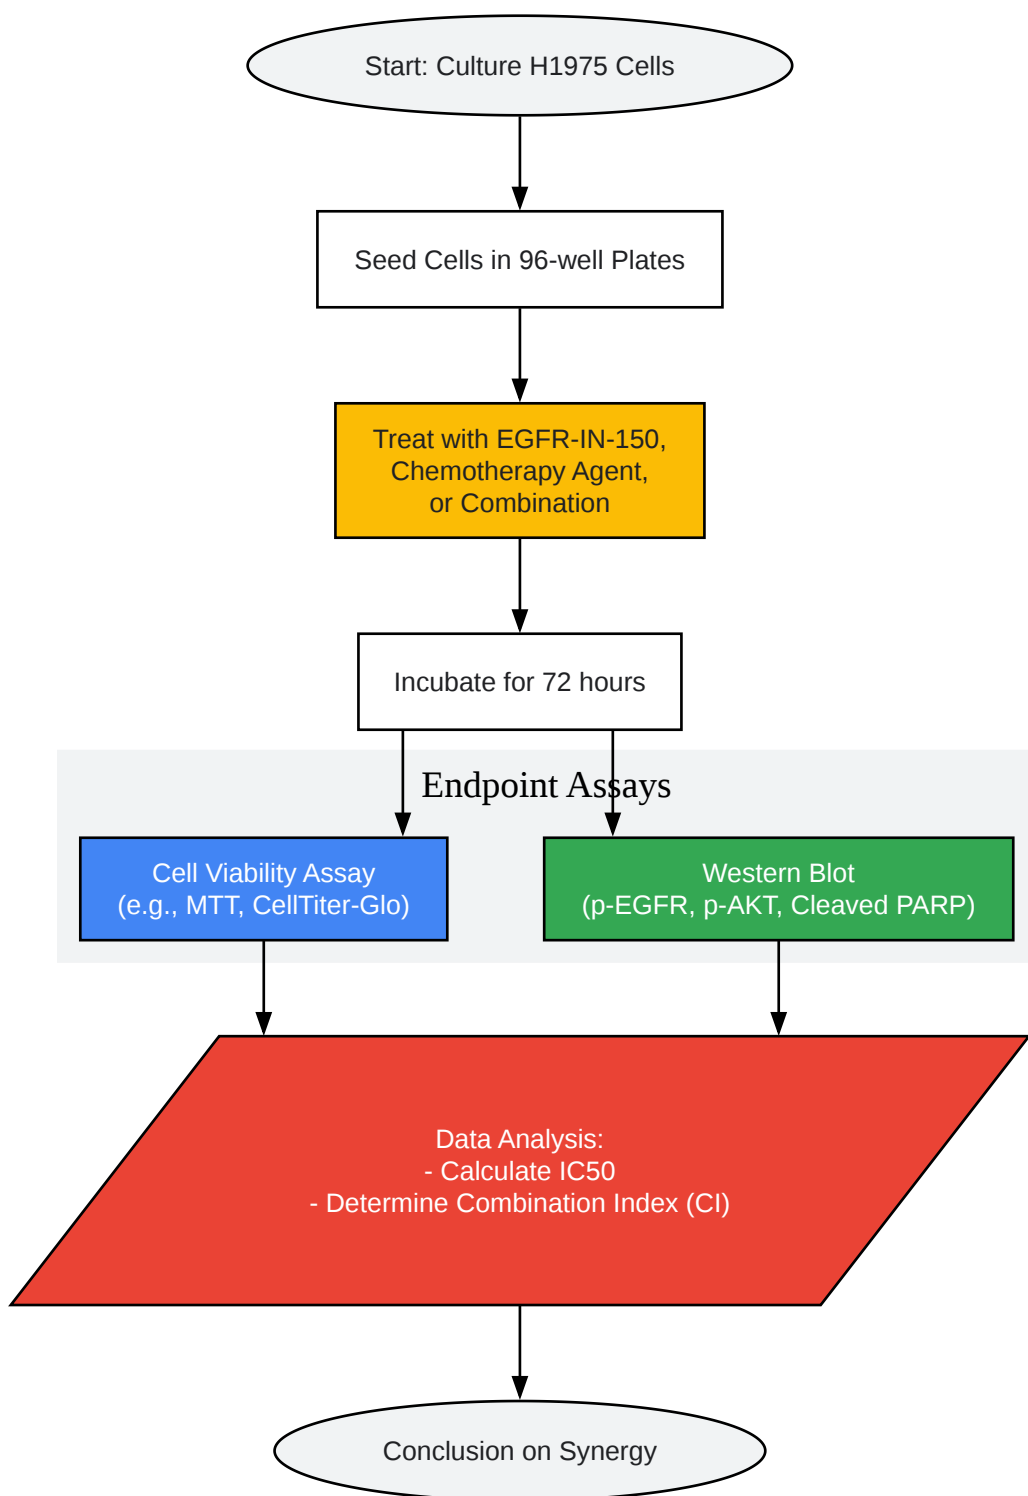 Start: Culture H1975 Cells
Seed Cells in 96-well Plates
Treat with EGFR-IN-150,
Chemotherapy Agent,
or Combination
Incubate for 72 hours
Endpoint Assays
Cell Viability Assay
(e.g., MTT, CellTiter-Glo)
Western Blot
(p-EGFR, p-AKT, Cleaved PARP)
Data Analysis:
- Calculate IC50
- Determine Combination Index (CI)
Conclusion on Synergy